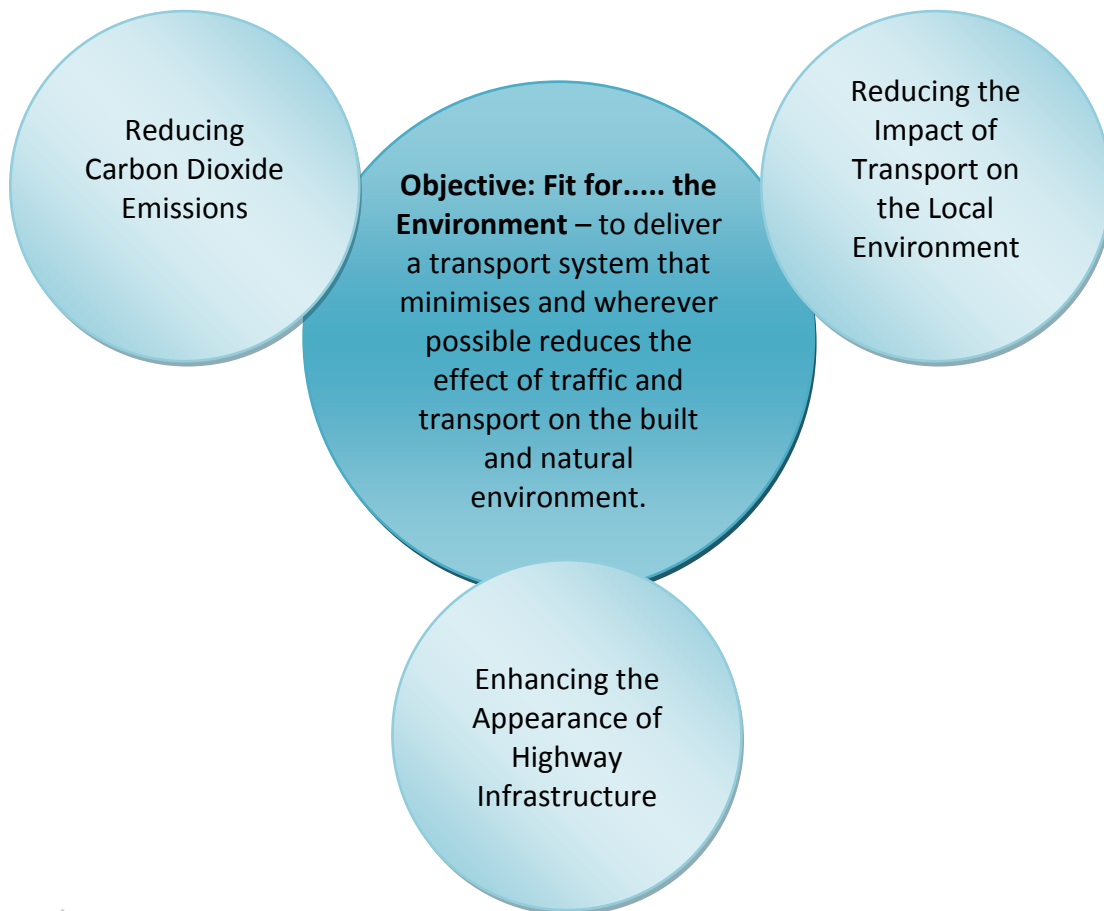 Reducing
Carbon Dioxide
Emissions
Objective: Fit for..... the
Environment – to deliver
a transport system that
minimises and wherever
possible reduces the
effect of traffic and
transport on the built
and natural
environment.
Reducing the
Impact of
Transport on
the Local
Environment
Enhancing the
Appearance of
Highway
Infrastructure